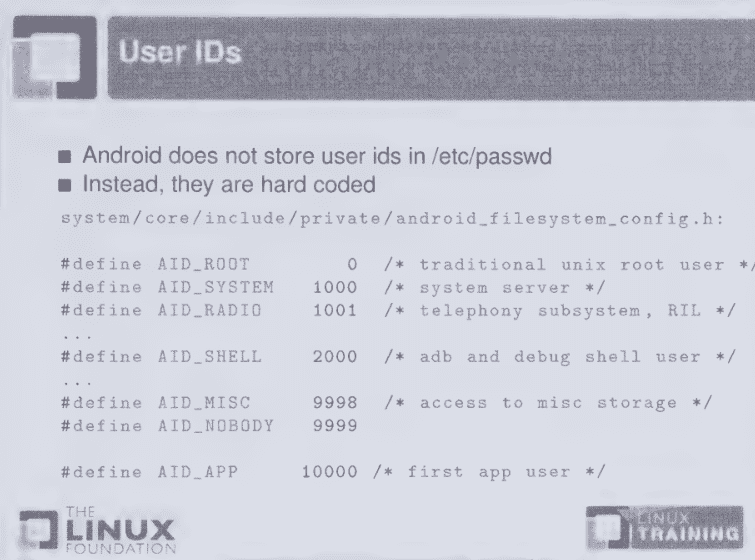 User IDs
Android does not store user ids in /etc/passwd
Instead, they are hard coded
system/core/include/private/android_filesystem_config.h:
#define AID_ROOT 0 /* traditional unix root user */
#define AID_SYSTEM 1000 /* system server */
#define AID_RADIO 1001 /* telephony subsystem, RIL */
...
#define AID_SHELL 2000 /* adb and debug shell user */
...
#define AID_MISC 9998 /* access to misc storage */
#define AID_NOBODY 9999
#define AID_APP 10000 /* first app user */
THE
LINUX
FOUNDATION
LINUX
TRAINING